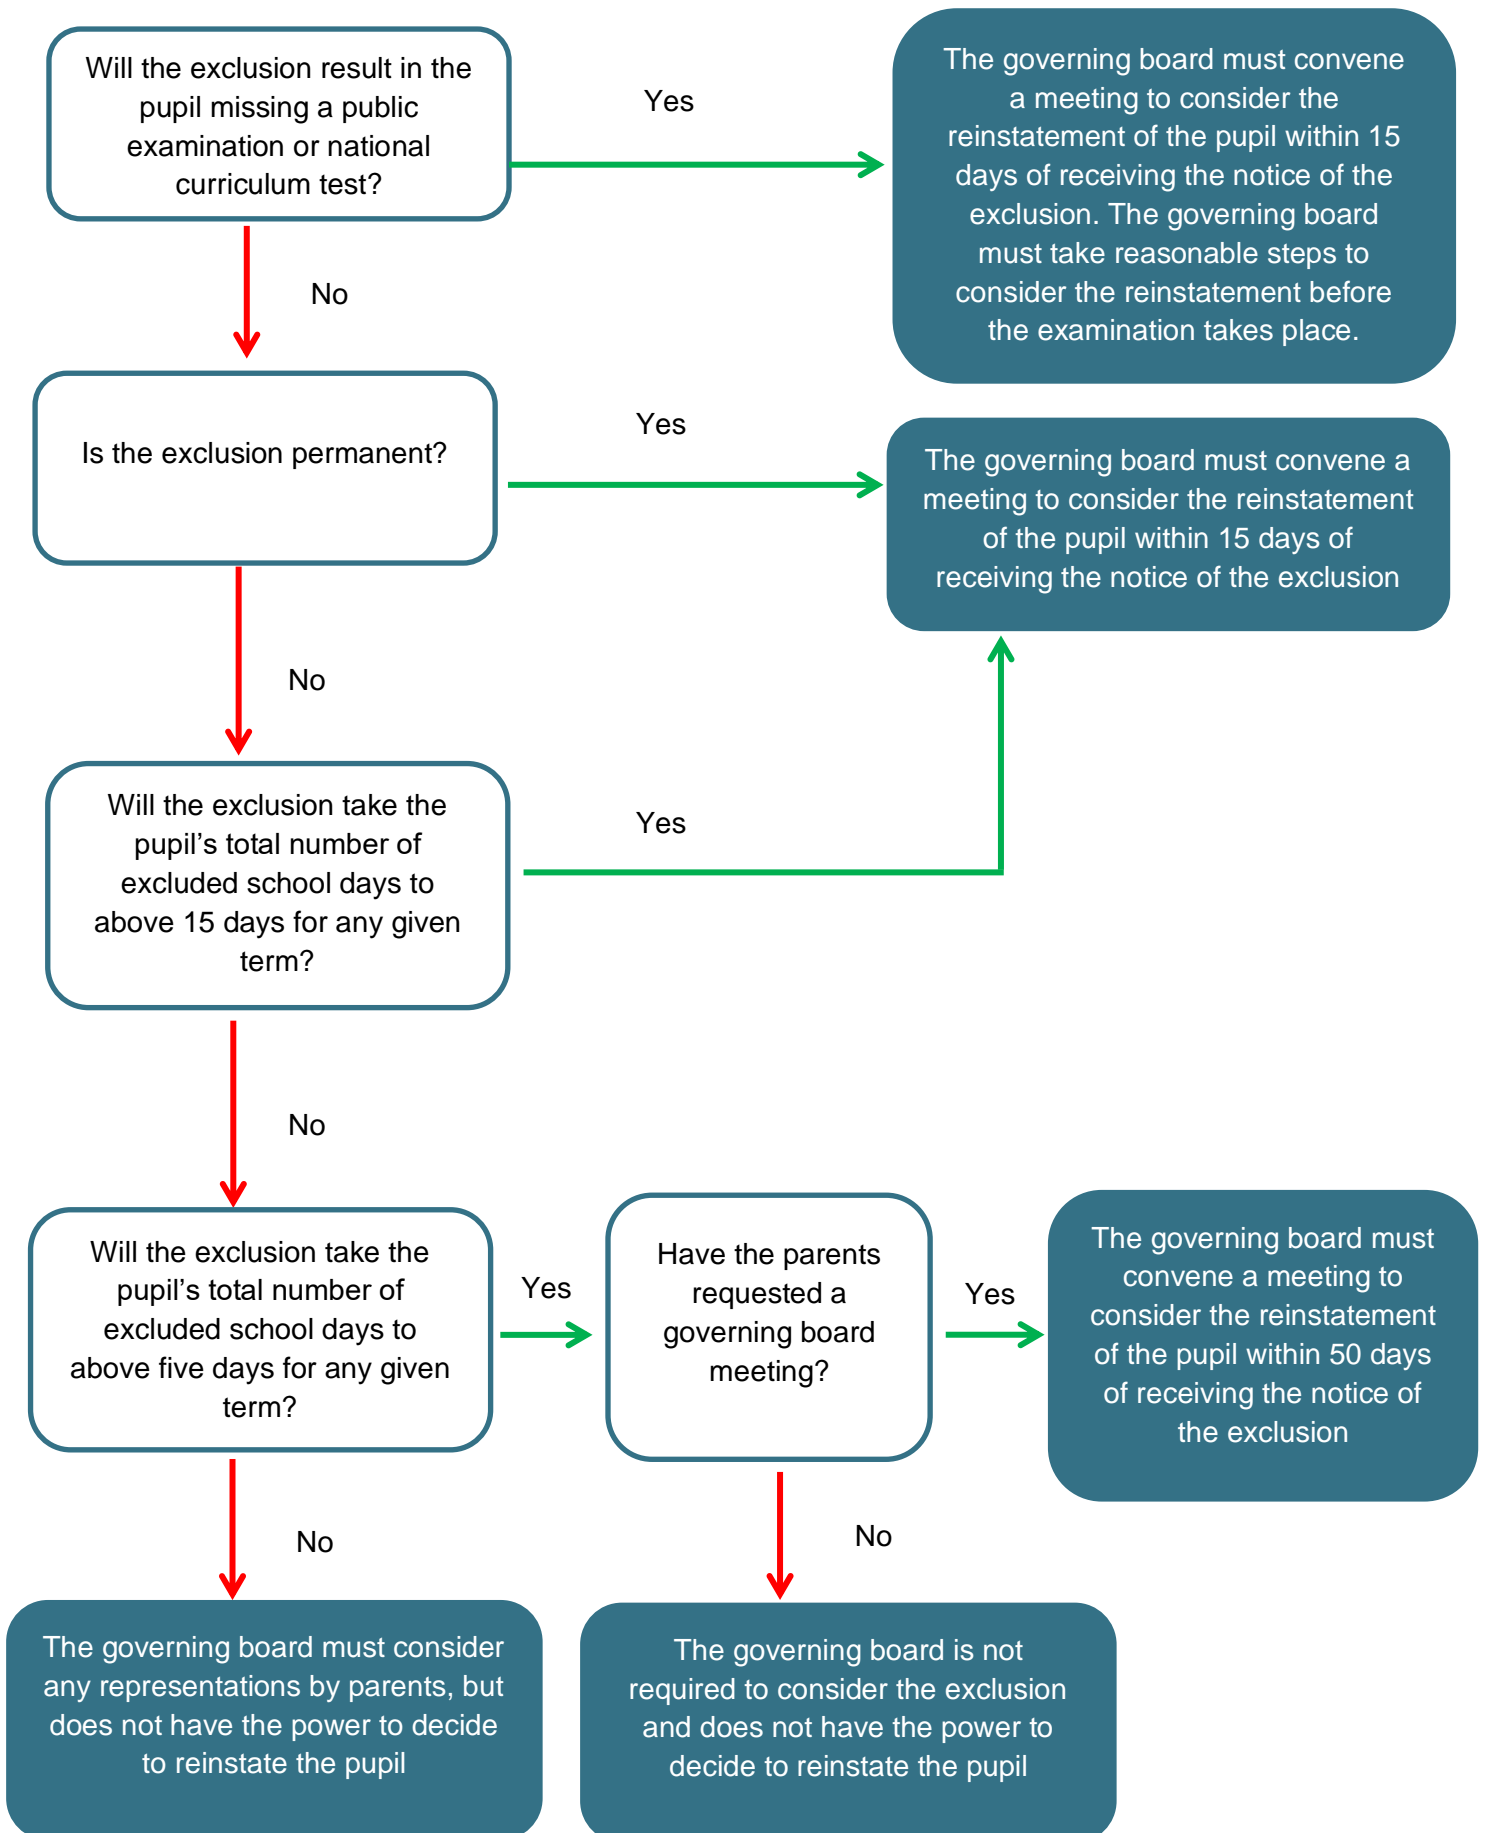 Will the exclusion result in the
pupil missing a public
examination or national
curriculum test?
Yes
The governing board must convene
a meeting to consider the
reinstatement of the pupil within 15
days of receiving the notice of the
exclusion. The governing board
must take reasonable steps to
consider the reinstatement before
the examination takes place.
No
Is the exclusion permanent?
Yes
The governing board must convene a
meeting to consider the reinstatement
of the pupil within 15 days of
receiving the notice of the exclusion
No
Will the exclusion take the
pupil’s total number of
excluded school days to
above 15 days for any given
term?
Yes
No
Will the exclusion take the
pupil’s total number of
excluded school days to
above five days for any given
term?
Yes
Have the parents
requested a
governing board
meeting?
Yes
The governing board must
convene a meeting to
consider the reinstatement
of the pupil within 50 days
of receiving the notice of
the exclusion
No
No
The governing board must consider
any representations by parents, but
does not have the power to decide
to reinstate the pupil
The governing board is not
required to consider the exclusion
and does not have the power to
decide to reinstate the pupil